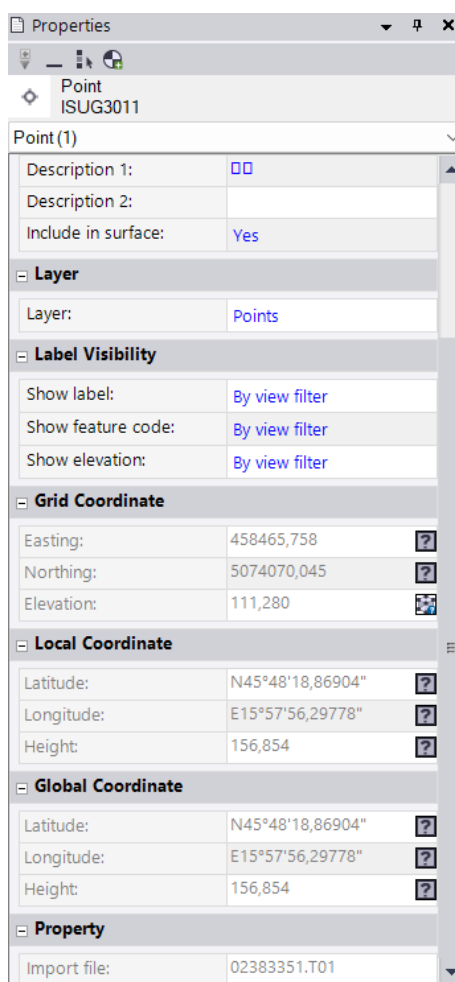 Properties
Point
ISUG3011
Point (1)
Description 1:
Description 2:
Include in surface: Yes
Layer
Layer: Points
Label Visibility
Show label: By view filter
Show feature code: By view filter
Show elevation: By view filter
Grid Coordinate
Easting: 458465,758 ?
Northing: 5074070,045 ?
Elevation: 111,280
Local Coordinate
Latitude: N45°48'18,86904" ?
Longitude: E15°57'56,29778" ?
Height: 156,854 ?
Global Coordinate
Latitude: N45°48'18,86904" ?
Longitude: E15°57'56,29778" ?
Height: 156,854 ?
Property
Import file: 02383351.T01